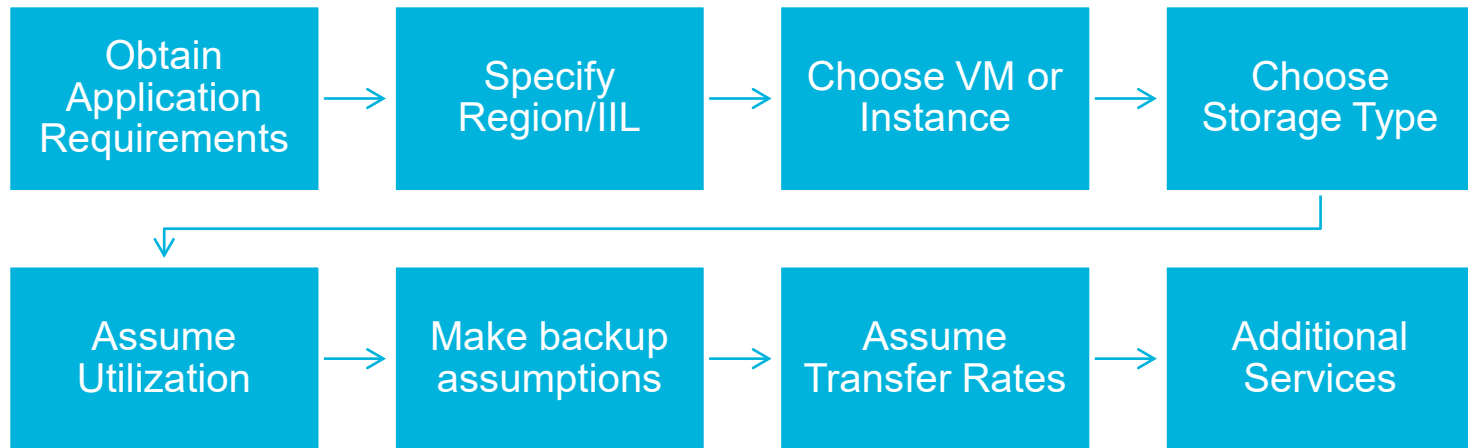 Obtain
Application
Requirements
Specify
Region/IIL
Choose VM or
Instance
Choose
Storage Type
Assume
Utilization
Make backup
assumptions
Assume
Transfer Rates
Additional
Services